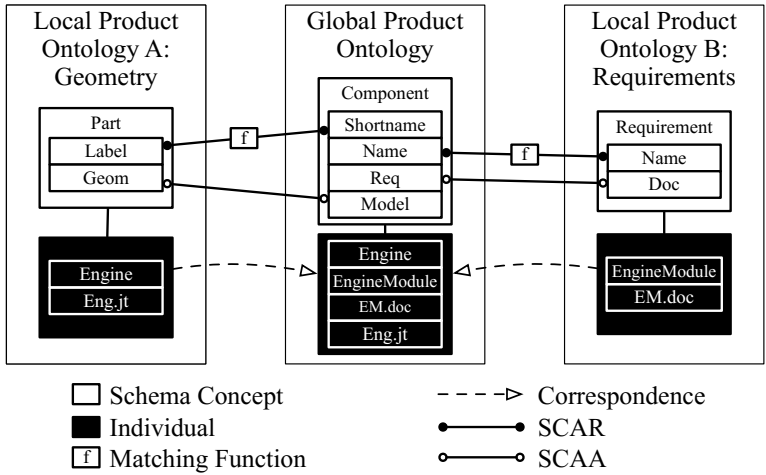 Local Product
Ontology A:
Geometry
Part
Label
Geom
Engine
Eng.jt
f
Global Product
Ontology
Component
Shortname
Name
Req
Model
Engine
EngineModule
EM.doc
Eng.jt
f
Local Product
Ontology B:
Requirements
Requirement
Name
Doc
EngineModule
EM.doc
Schema Concept
Individual
f Matching Function
Correspondence
SCAR
SCAA